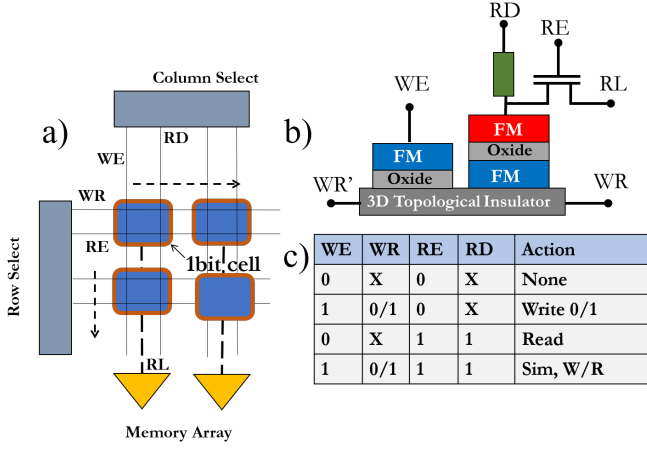 a)
Column Select
WE
RD
WR
RE
1bit cell
Row Select
RL
Memory Array
b)
RD
RE
WE
RL
FM
FM
Oxide
Oxide
FM
WR'
WR
3D Topological Insulator
c)
WE WR RE RD Action
0 X 0 X None
1 0/1 0 X Write 0/1
0 X 1 1 Read
1 0/1 1 1 Sim, W/R